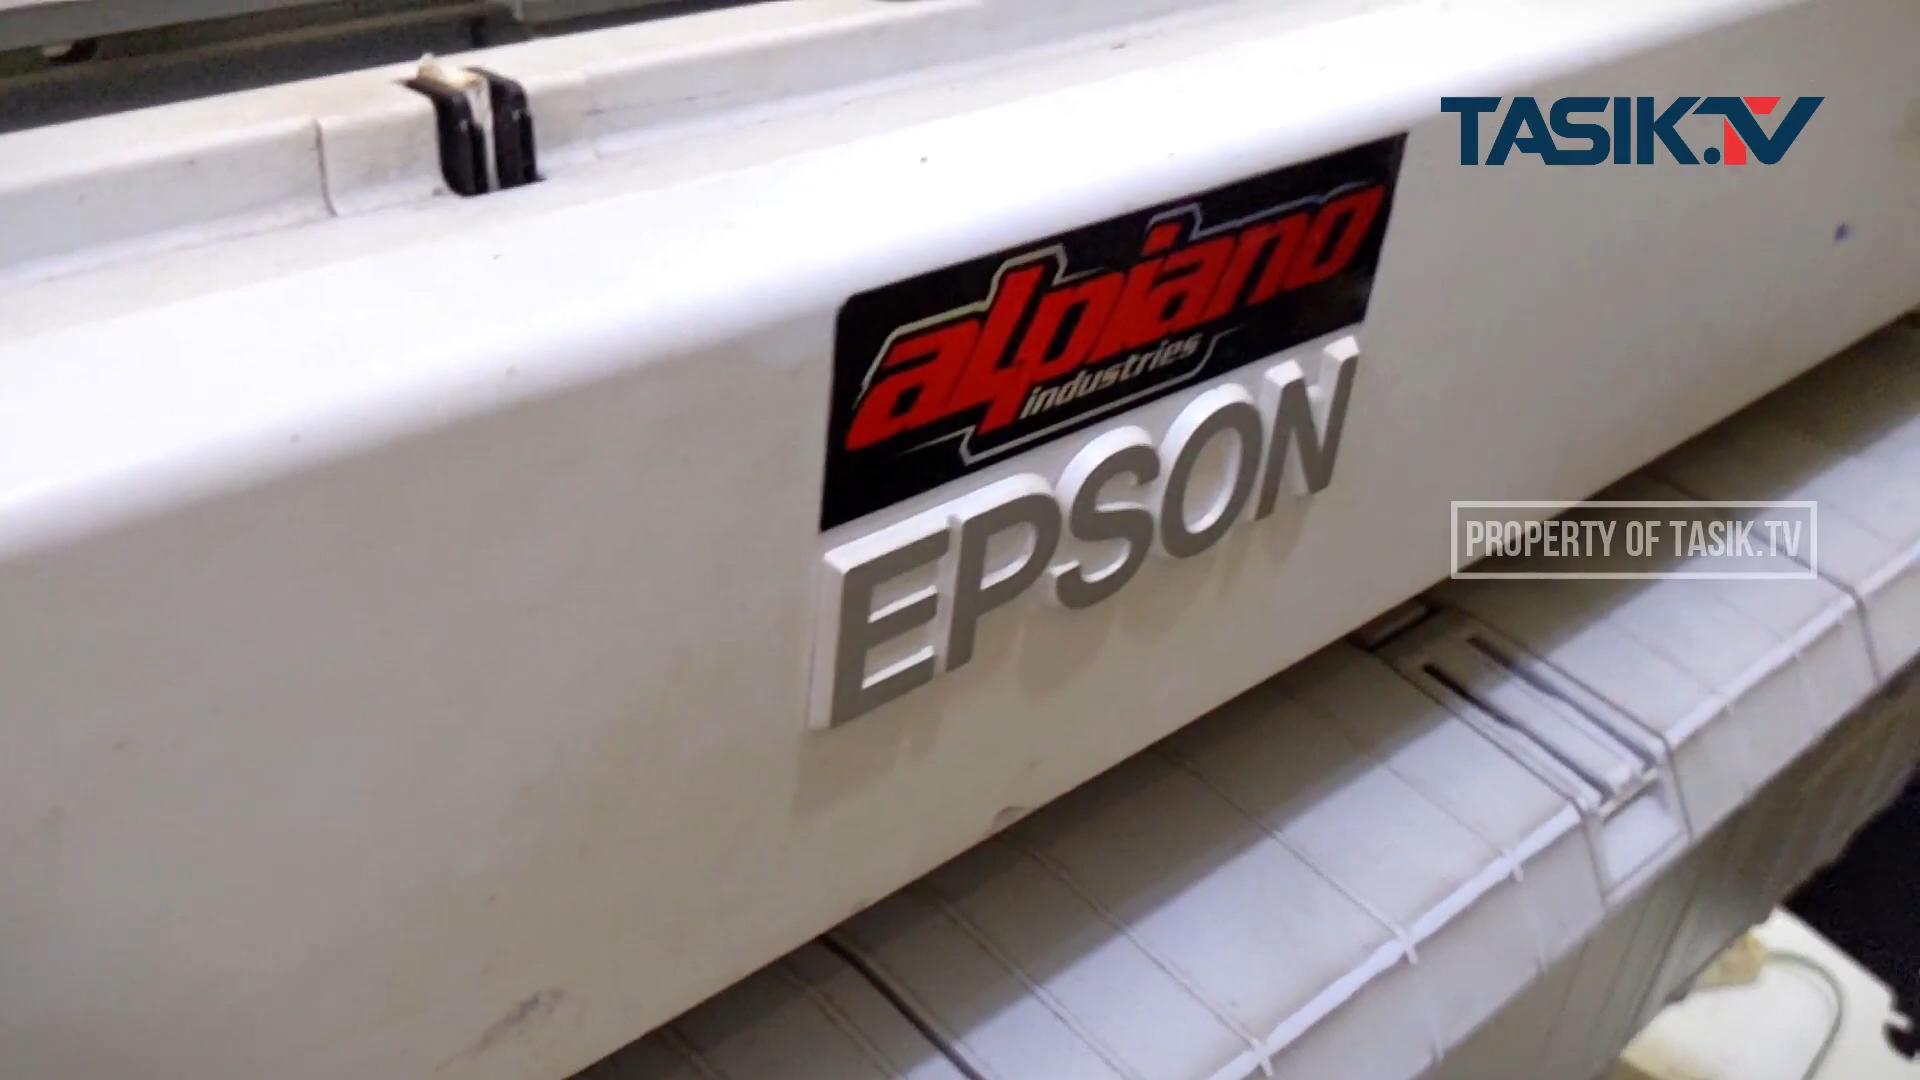 TASIK.TV
alpiano
industries
EPSON
PROPERTY OF TASIK.TV